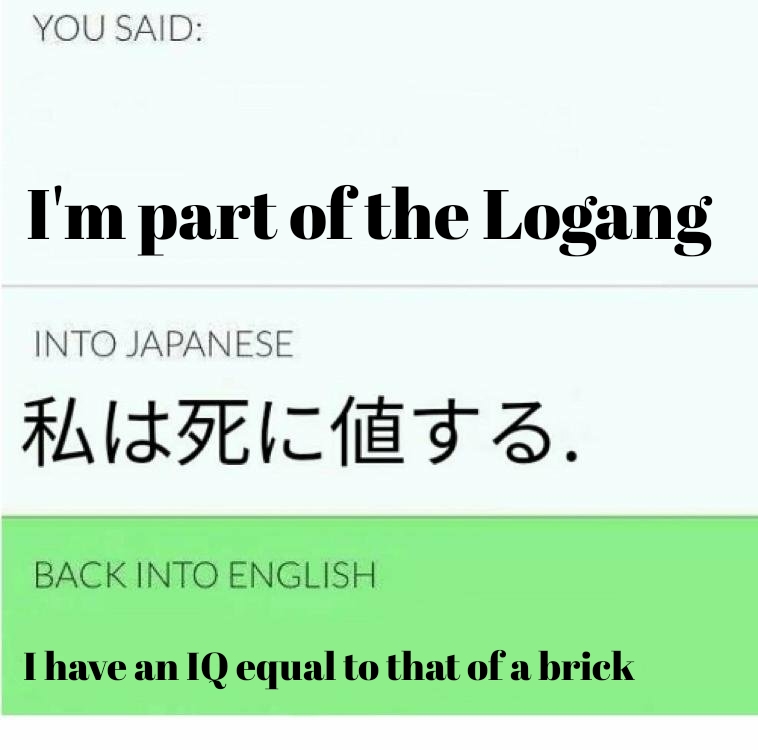 YOU SAID:
I'm part of the Logang
INTO JAPANESE
私は死に値する.
BACK INTO ENGLISH
I have an IQ equal to that of a brick